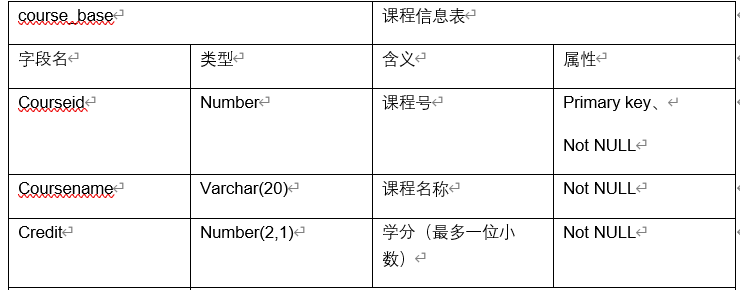 course_base 课程信息表
字段名 类型 含义 属性
Courseid Number 课程号 Primary key、
Not NULL
Coursename Varchar(20) 课程名称 Not NULL
Credit Number(2,1) 学分（最多一位小 Not NULL
数）